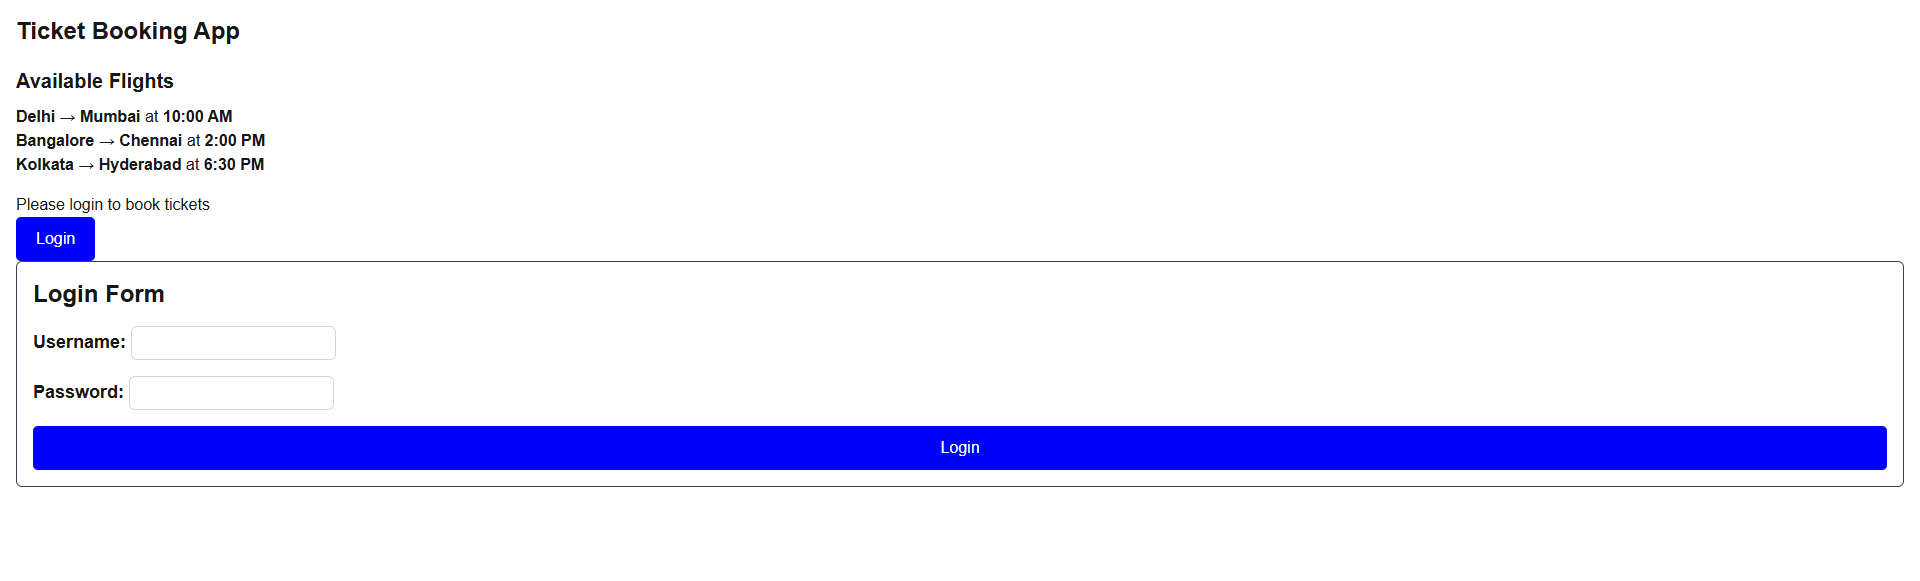 Ticket Booking App
Available Flights
Delhi → Mumbai at 10:00 AM
Bangalore → Chennai at 2:00 PM
Kolkata → Hyderabad at 6:30 PM
Please login to book tickets
Login
Login Form
Username:
Password:
Login